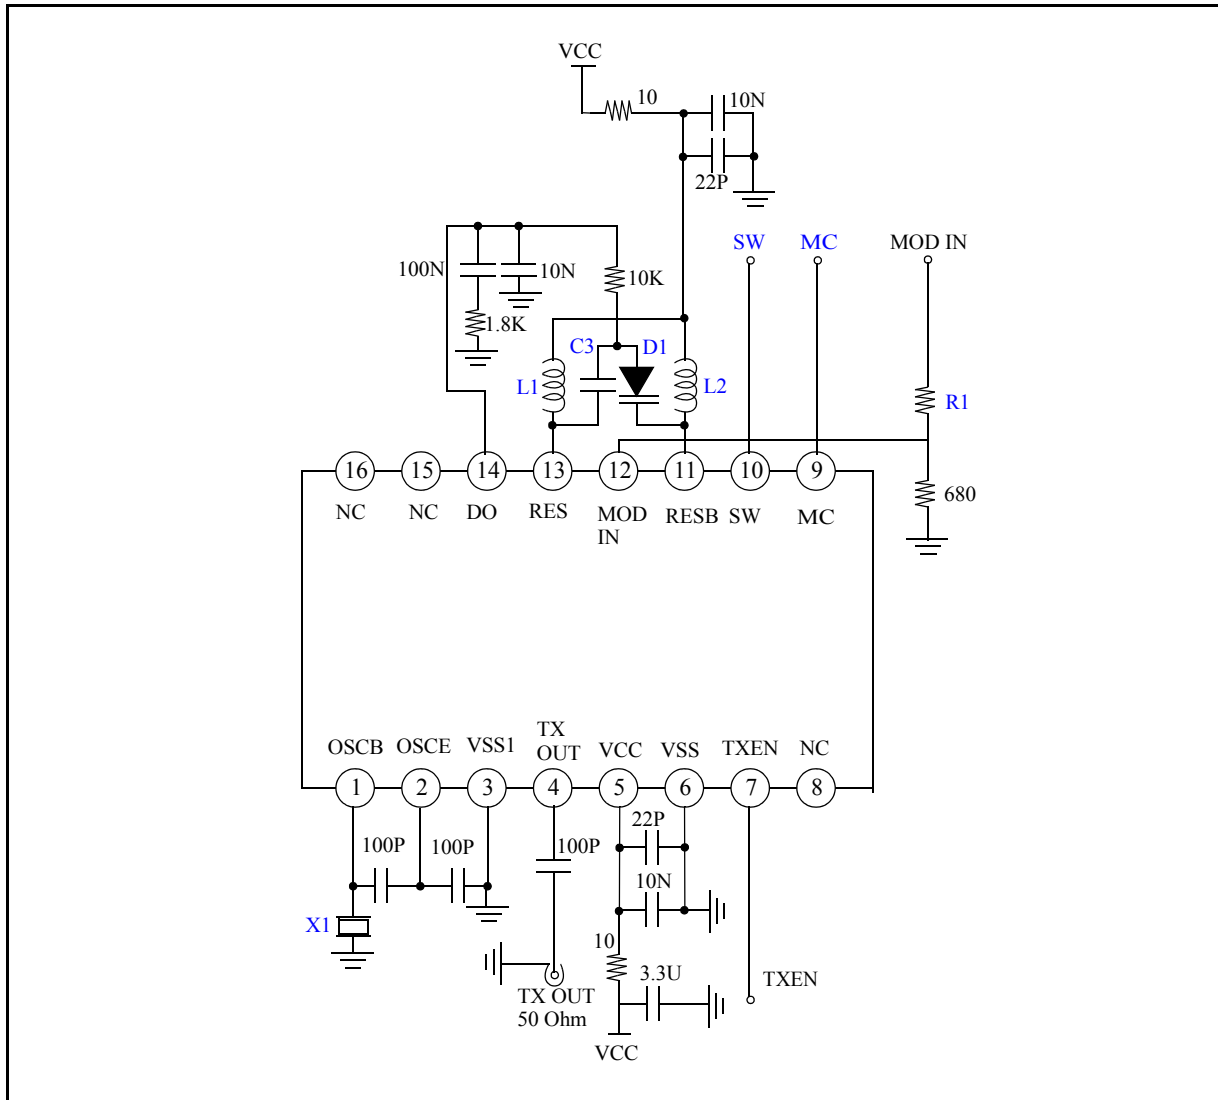 VCC
10
10N
22P
SW
MC
MOD IN
100N
10N
10K
1.8K
C3
D1
L1
L2
R1
16
15
14
13
12
11
10
9
680
NC
NC
DO
RES
MOD
IN
RESB
SW
MC
OSCB
OSCE
VSS1
TX
OUT
VCC
VSS
TXEN
NC
1
2
3
4
5
6
7
8
100P
100P
100P
22P
10N
X1
10
3.3U
TX OUT
50 Ohm
TXEN
VCC